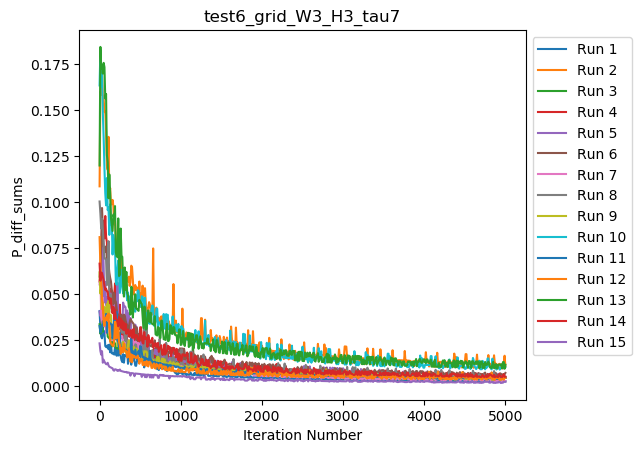 test6_grid_W3_H3_tau7
P_diff_sums
0.175
0.150
0.125
0.100
0.075
0.050
0.025
0.000
0
1000
2000
3000
4000
5000
Iteration Number
Run 1
Run 2
Run 3
Run 4
Run 5
Run 6
Run 7
Run 8
Run 9
Run 10
Run 11
Run 12
Run 13
Run 14
Run 15